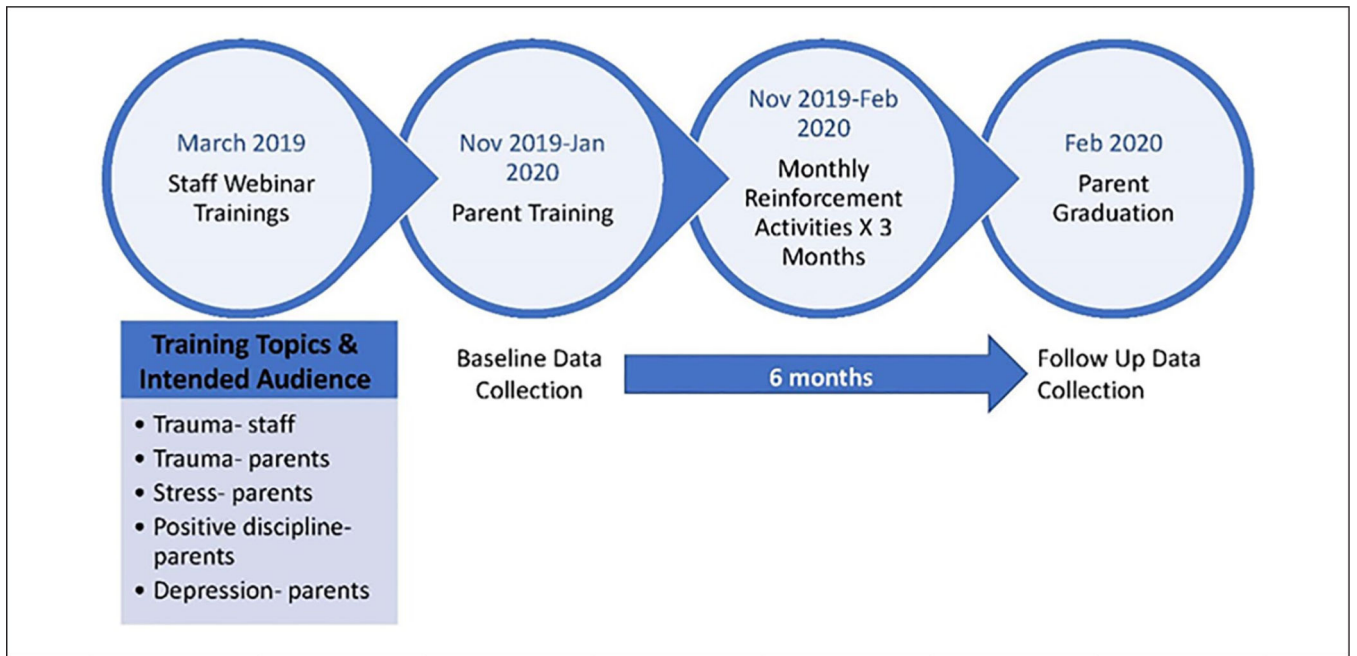 March 2019
Staff Webinar
Trainings
Nov 2019-Jan
2020
Parent Training
Nov 2019-Feb
2020
Monthly
Reinforcement
Activities X 3
Months
Feb 2020
Parent
Graduation
Training Topics &
Intended Audience
• Trauma- staff
• Trauma- parents
• Stress- parents
• Positive discipline-
parents
• Depression- parents
Baseline Data
Collection
6 months
Follow Up Data
Collection